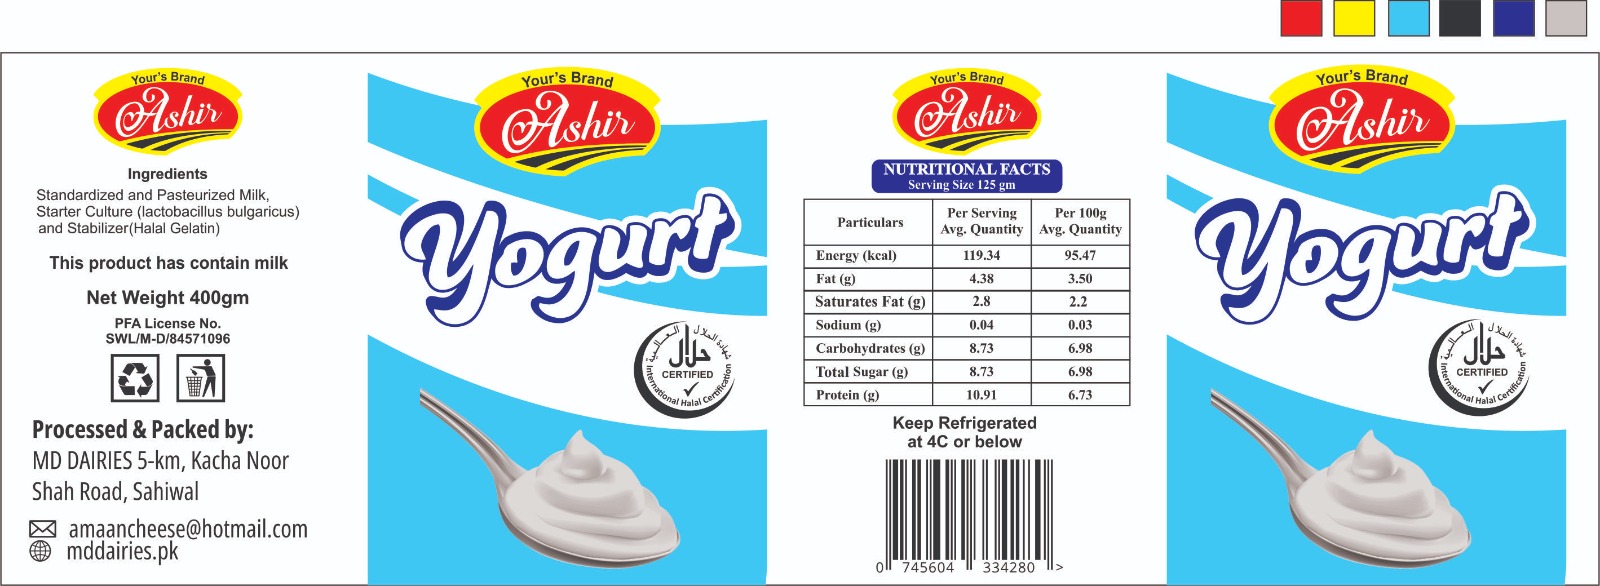 Your's Brand
Ashir
Ingredients
Standardized and Pasteurized Milk,
Starter Culture (lactobacillus bulgaricus)
and Stabilizer(Halal Gelatin)
This product has contain milk
Net Weight 400gm
PFA License No.
SWL/M-D/84571096
Processed & Packed by:
MD DAIRIES 5-km, Kacha Noor
Shah Road, Sahiwal
amaancheese@hotmail.com
mddairies.pk
Your's Brand
Ashir
Yogurt
شهادة الحلال العالمية
حلال
CERTIFIED
International Halal Certification
Your's Brand
Ashir
NUTRITIONAL FACTS
Serving Size 125 gm
Particulars Per Serving Avg. Quantity Per 100g Avg. Quantity
Energy (kcal) 119.34 95.47
Fat (g) 4.38 3.50
Saturates Fat (g) 2.8 2.2
Sodium (g) 0.04 0.03
Carbohydrates (g) 8.73 6.98
Total Sugar (g) 8.73 6.98
Protein (g) 10.91 6.73
Keep Refrigerated
at 4C or below
0 745604 334280 >
Your's Brand
Ashir
Yogurt
شهادة الحلال العالمية
حلال
CERTIFIED
International Halal Certification